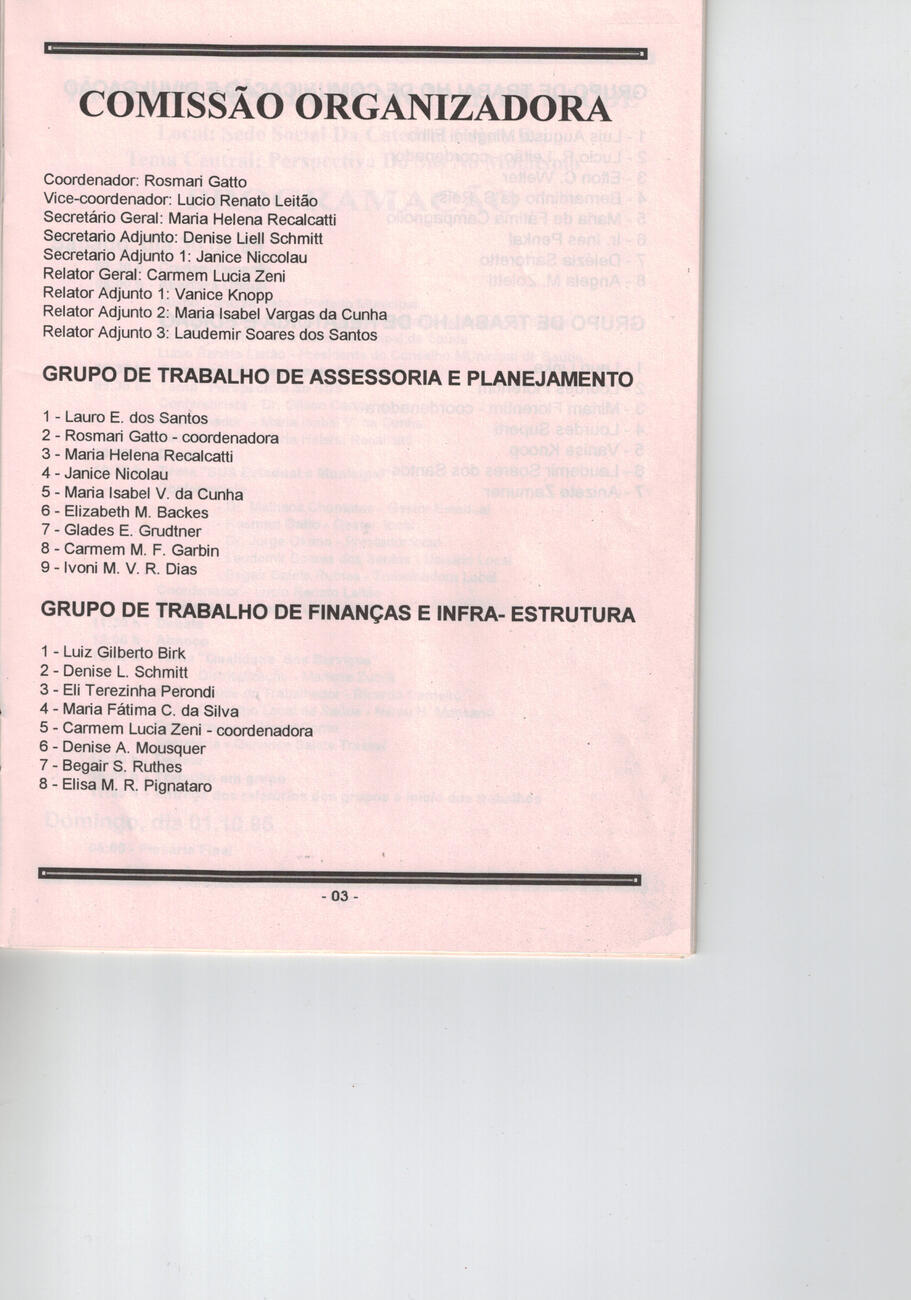 COMISSÃO ORGANIZADORA
Coordenador: Rosmari Gatto
Vice-coordenador: Lucio Renato Leitão
Secretário Geral: Maria Helena Recalcatti
Secretario Adjunto: Denise Liell Schmitt
Secretario Adjunto 1: Janice Niccolau
Relator Geral: Carmem Lucia Zeni
Relator Adjunto 1: Vanice Knopp
Relator Adjunto 2: Maria Isabel Vargas da Cunha
Relator Adjunto 3: Laudemir Soares dos Santos
GRUPO DE TRABALHO DE ASSESSORIA E PLANEJAMENTO
1 - Lauro E. dos Santos
2 - Rosmari Gatto - coordenadora
3 - Maria Helena Recalcatti
4 - Janice Nicolau
5 - Maria Isabel V. da Cunha
6 - Elizabeth M. Backes
7 - Glades E. Grudtner
8 - Carmem M. F. Garbin
9 - Ivoni M. V. R. Dias
GRUPO DE TRABALHO DE FINANÇAS E INFRA- ESTRUTURA
1 - Luiz Gilberto Birk
2 - Denise L. Schmitt
3 - Eli Terezinha Perondi
4 - Maria Fátima C. da Silva
5 - Carmem Lucia Zeni - coordenadora
6 - Denise A. Mousquer
7 - Begair S. Ruthes
8 - Elisa M. R. Pignataro
- 03 -